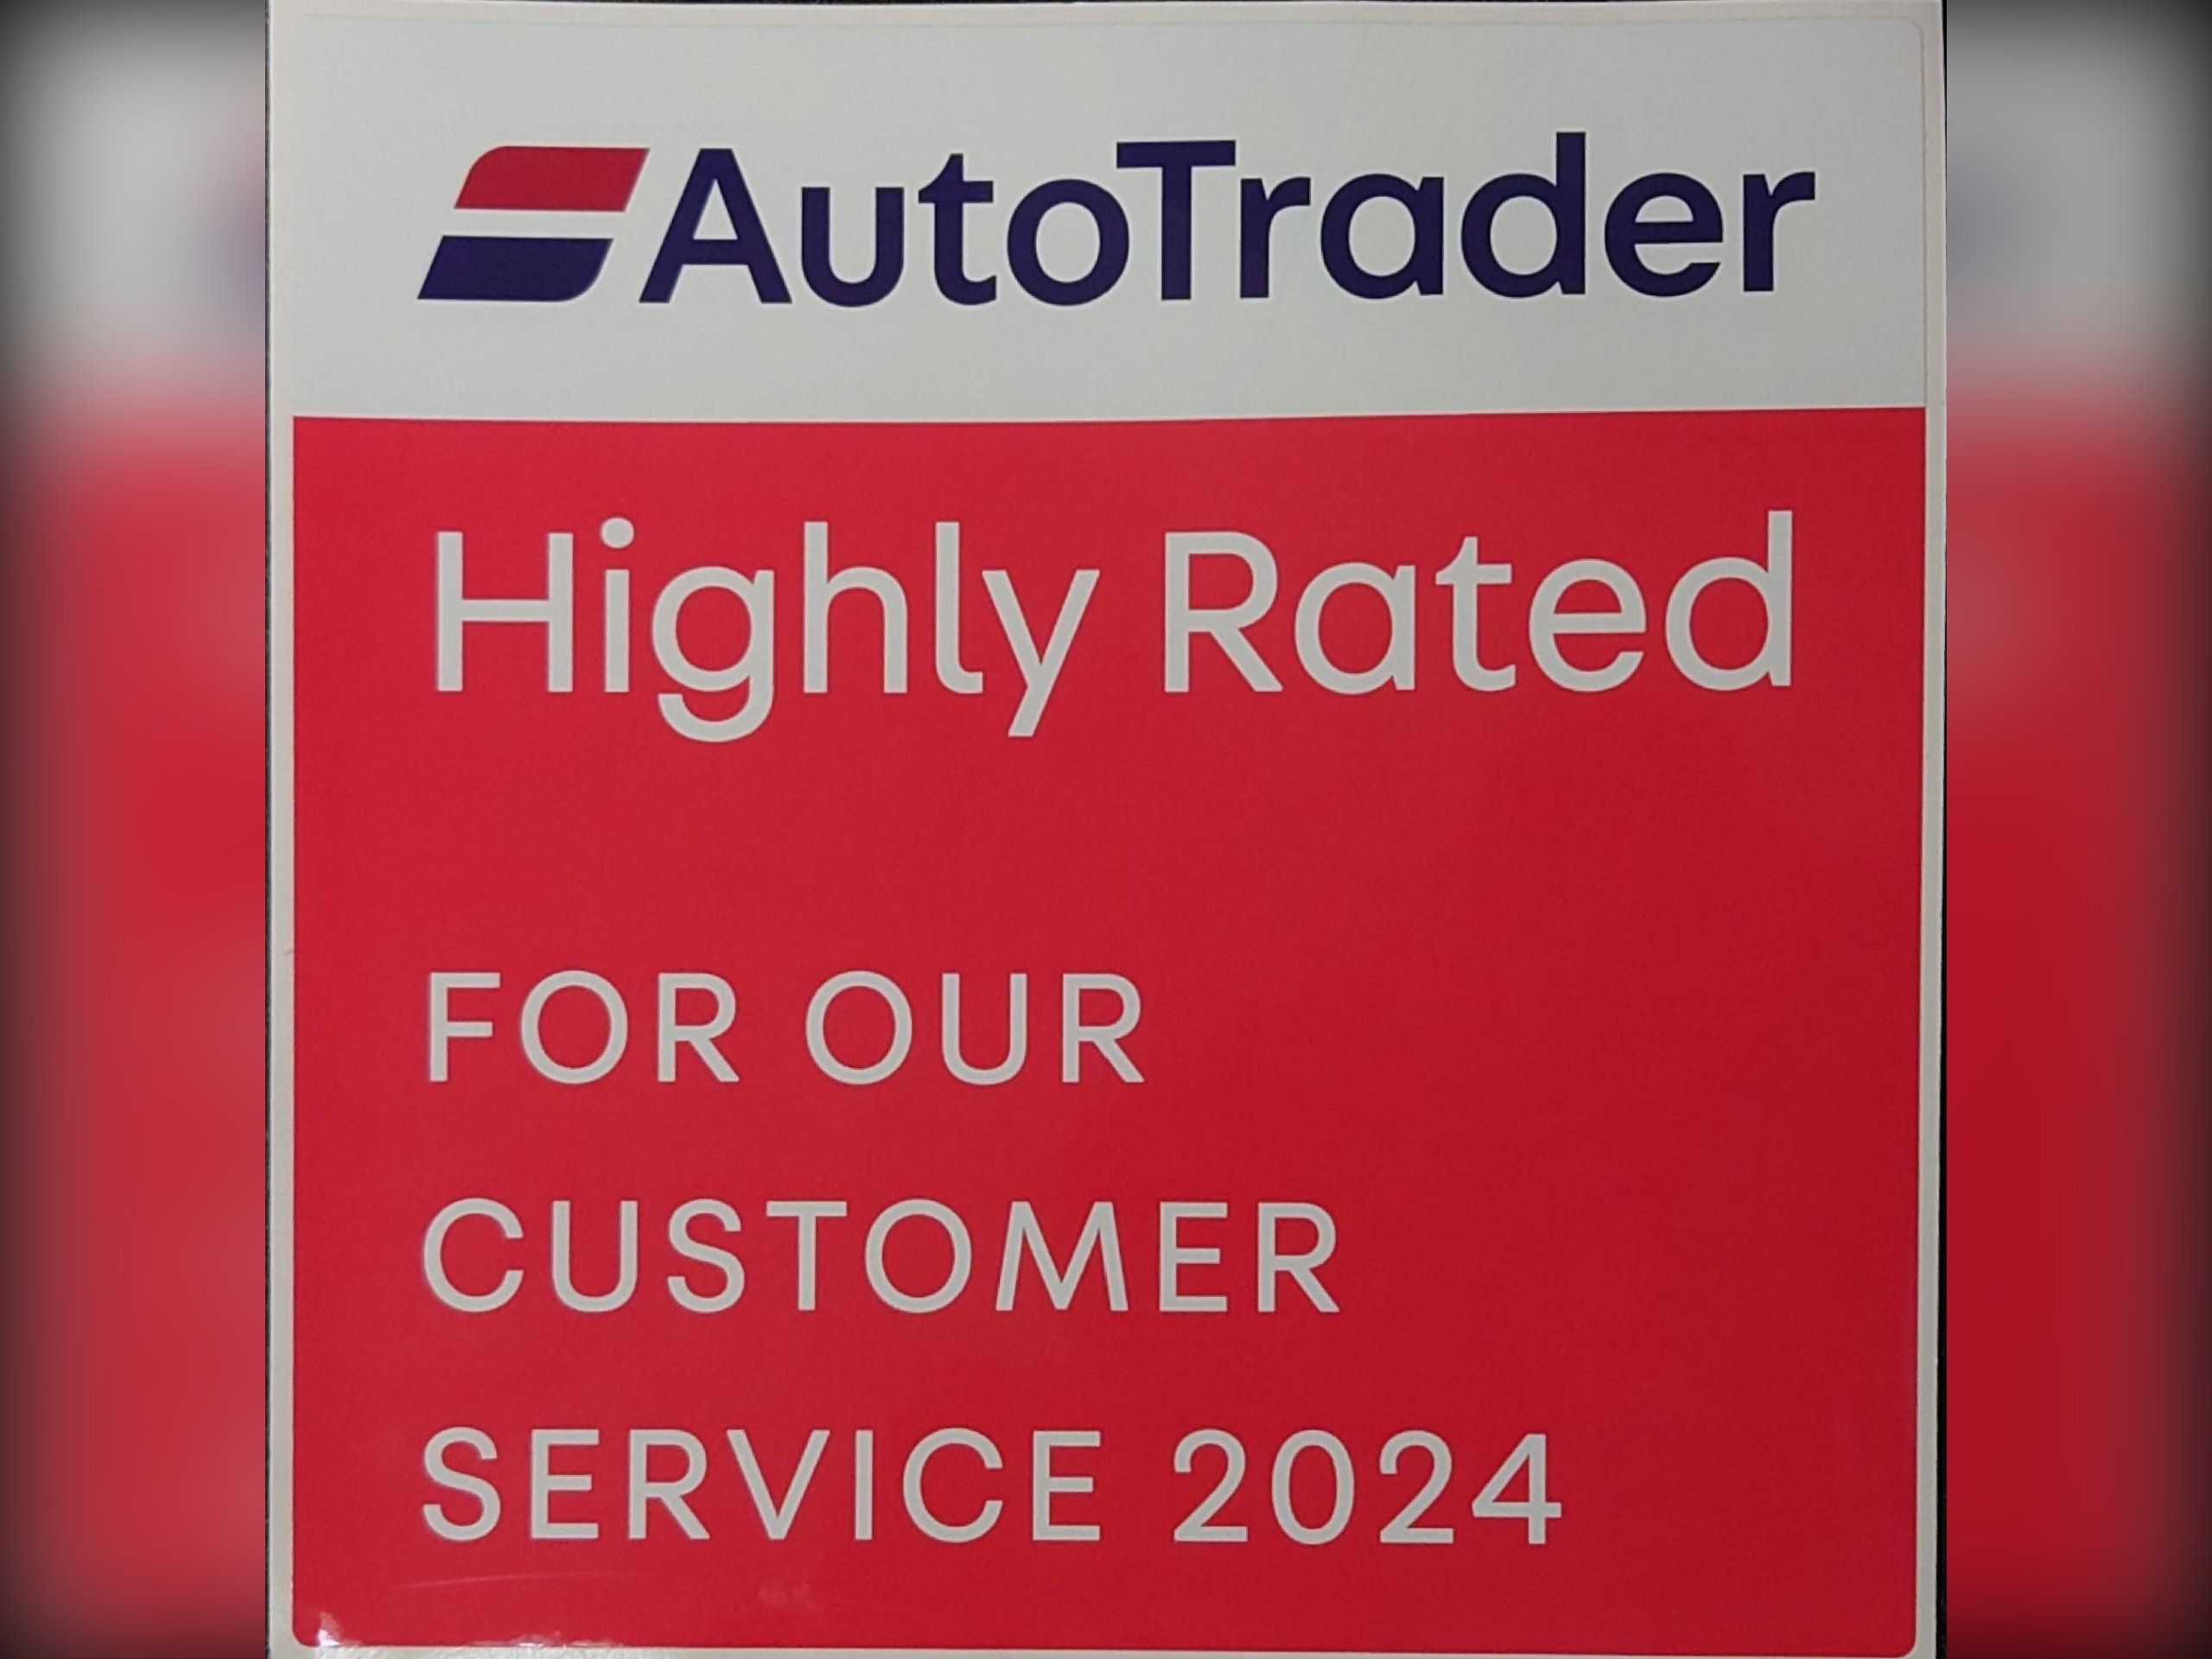 AutoTrader
Highly Rated
FOR OUR
CUSTOMER
SERVICE 2024